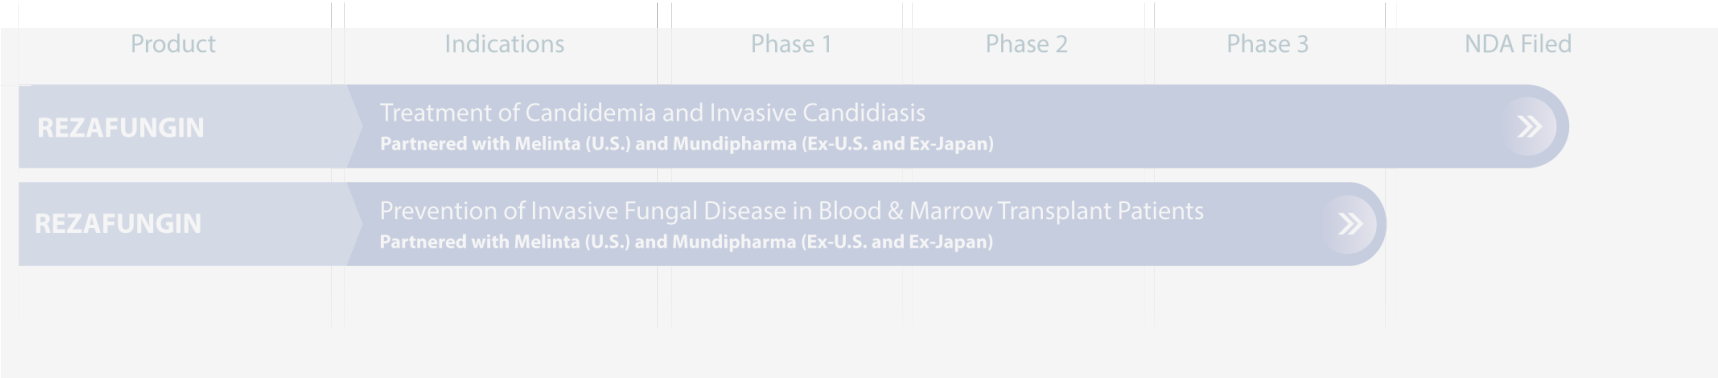 Product Indications Phase 1 Phase 2 Phase 3 NDA Filed
REZAFUNGIN
Treatment of Candidemia and Invasive Candidiasis
Partnered with Melinta (U.S.) and Mundipharma (Ex-U.S. and Ex-Japan)
REZAFUNGIN
Prevention of Invasive Fungal Disease in Blood & Marrow Transplant Patients
Partnered with Melinta (U.S.) and Mundipharma (Ex-U.S. and Ex-Japan)